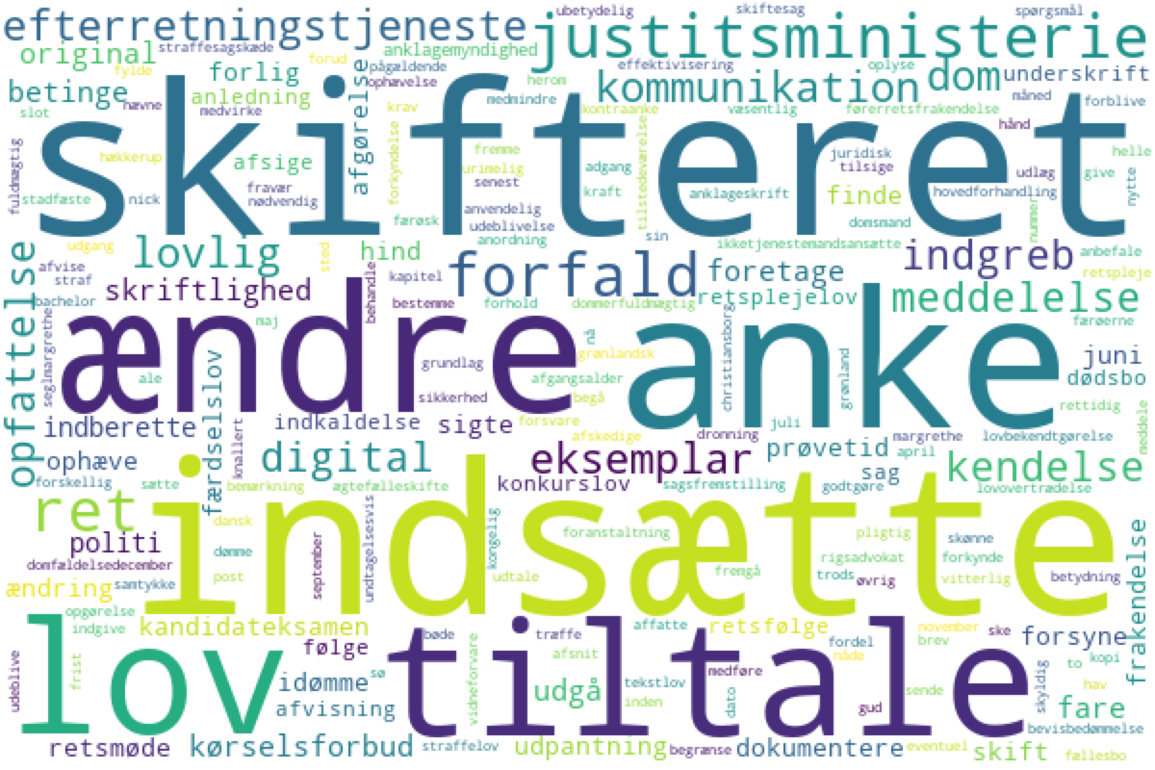 efterretningstjeneste
ubetydelig
skiftesag
spørgsmål
justitsministerie
original
straffesagskæde
anklagemyndighed
forlig
fylde
forud
pågældende
effektivisering
oplyse
dom
underskrift
betinge
anledning
ophævelse
herom
kommunikation
måned
forblive
slot
hævne
medvirke
afgørelse
krav
medmindre
kontraanke
væsentlig
førerretsfrakendelse
skifteret
fuldmægtig
hækkerup
afsige
forkyndelse
fremme
urimelig
senest
adgang
kraft
tilstedeværelse
anklageskrift
juridisk
tilsige
hånd
udlæg
give
helle
nytte
stadfæste
nick
fravær
nødvendig
færøsk
anvendelig
udeblivelse
anordning
sin
finde
hovedforhandling
domsmand
nummer
udgang
lovlig
sted
hind
ikketjenestemandsansætte
indgreb
anbefale
opfattelse
afvise
straf
skriftlighed
behandle
kapitel
forfald
foretage
retspleje
bachelor
bestemme
forhold
dommerfuldmægtig
retsplejelov
meddelelse
færøerne
seglmargrethe
maj
ændre
nå
grønlandsk
anke
christiansborg
grønland
juni
ale
færdselslov
grundlag
afgangsalder
begå
dødsbo
sikkerhed
indberette
indkaldelse
sigte
forsvare
juli
rettidig
meddele
knallert
afskedige
dronning
margrethe
april
lovbekendtgørelse
ophæve
digital
eksemplar
prøvetid
sag
kendelse
forskellig
sætte
bemærkning
ægtefælleskifte
konkurslov
sagsfremstilling
godtgøre
lovovertrædelse
ret
indsætte
dansk
undtagelsesvis
kongelig
foranstaltning
pligtig
skønne
politi
dømme
september
rigsadvokat
forkynde
frakendelse
domfældelsedecember
ændring
samtykke
post
udtale
fremgå
trods
øvrig
vitterlig
betydning
opgørelse
lov
indgive
kandidateksamen
følge
bøde
tiltale
træffe
affatte
retsfølge
fordel
november
ske
forsyne
udeblive
frist
idømme
sø
vidneforvare
afsnit
udgå
tekstlov
medføre
nåde
brev
skyldig
to
kopi
hav
afvisning
inden
dato
gud
sende
fare
bevisbedømmelse
retsmøde
kørselsforbud
straffelov
udpantning
begrænse
dokumentere
eventuel
skift
fællesbo